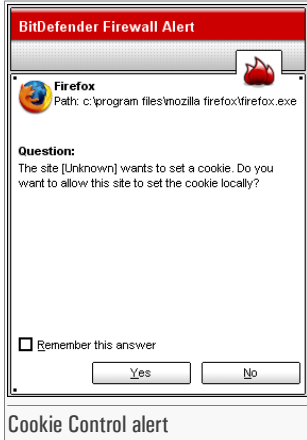 BitDefender Firewall Alert
Firefox
Path: c:\program files\mozilla firefox\firefox.exe
Question:
The site [Unknown] wants to set a cookie. Do you
want to allow this site to set the cookie locally?
Remember this answer
Yes
No
Cookie Control alert